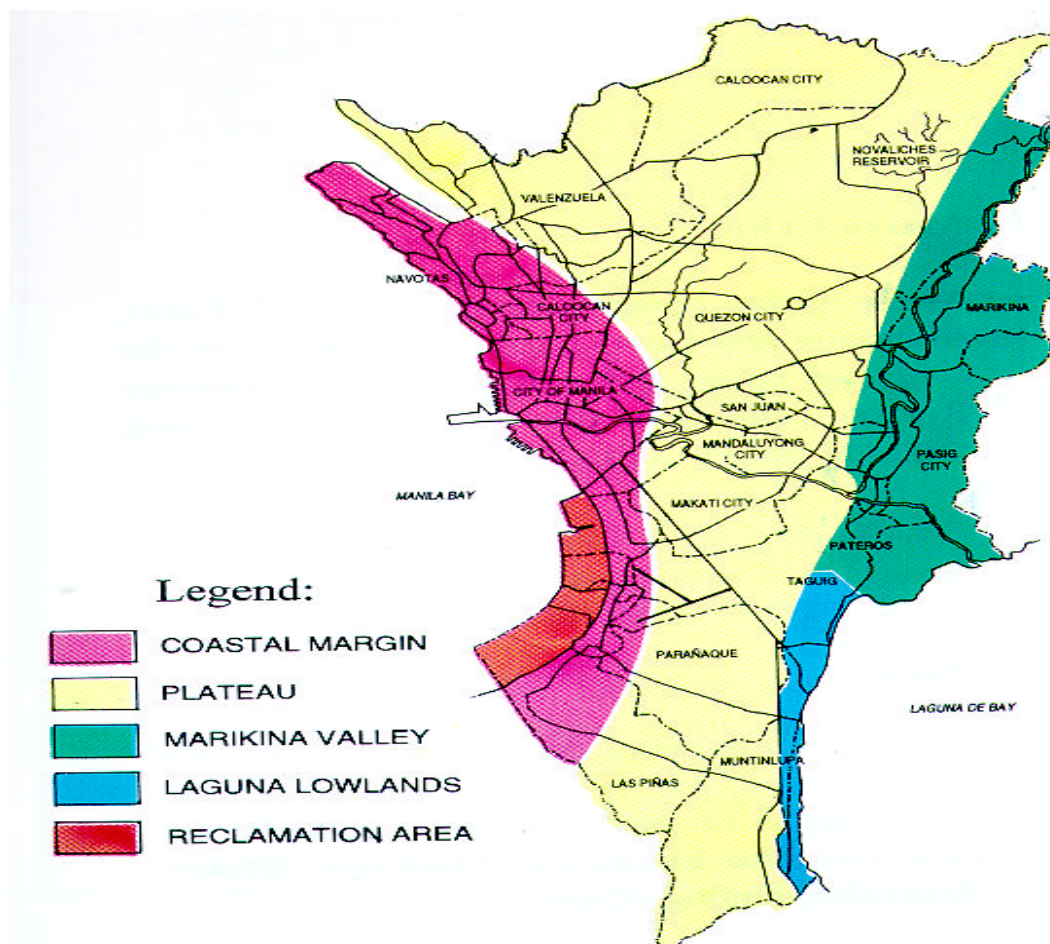 CALOOCAN CITY
NOVALICHES
RESERVOIR
VALENZUELA
NAVOTAS
CALOOCAN
CITY
QUEZON CITY
MARIKINA
CITY OF MANILA
SAN JUAN
MANDALUYONG
CITY
PASIG
CITY
MANILA BAY
MAKATI CITY
PATEROS
TAGUIG
Legend:
COASTAL MARGIN
PARAÑAQUE
PLATEAU
LAGUNA DE BAY
MARIKINA VALLEY
MUNTINLUPA
LAS PIÑAS
LAGUNA LOWLANDS
RECLAMATION AREA